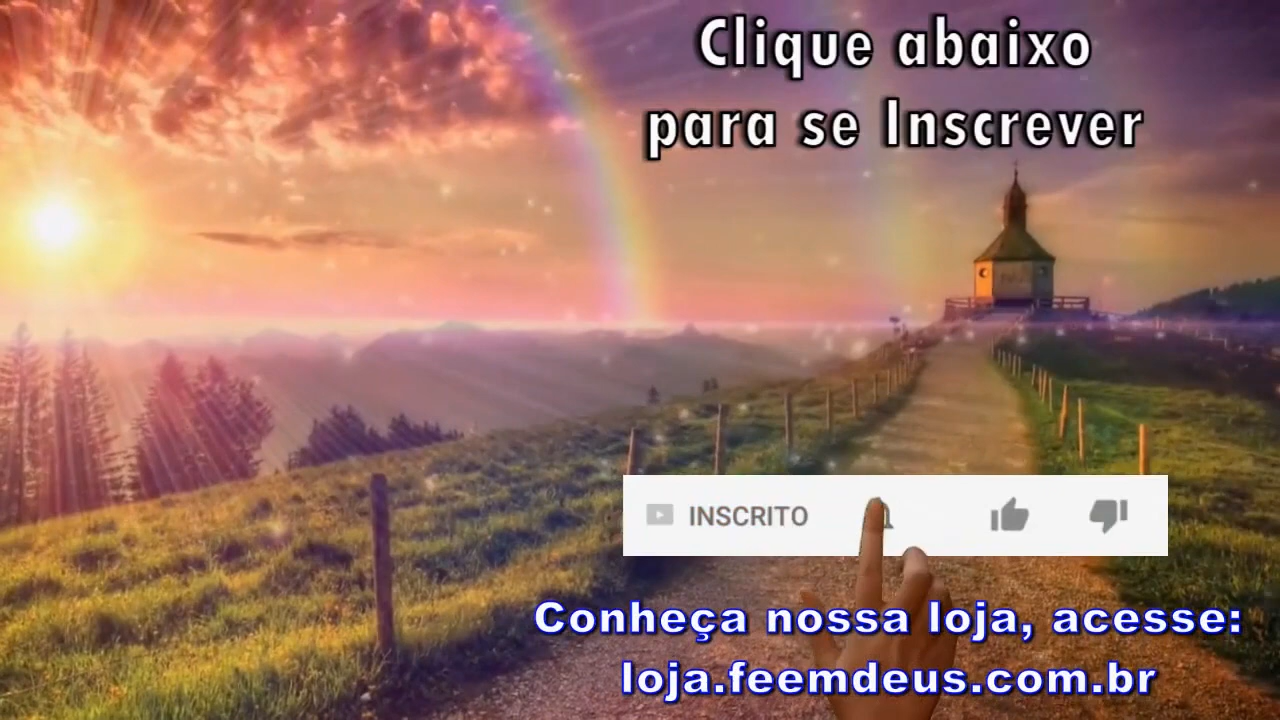 Clique abaixo
para se Inscrever
INSCRITO
Conheça nossa loja, acesse:
loja.feemdeus.com.br